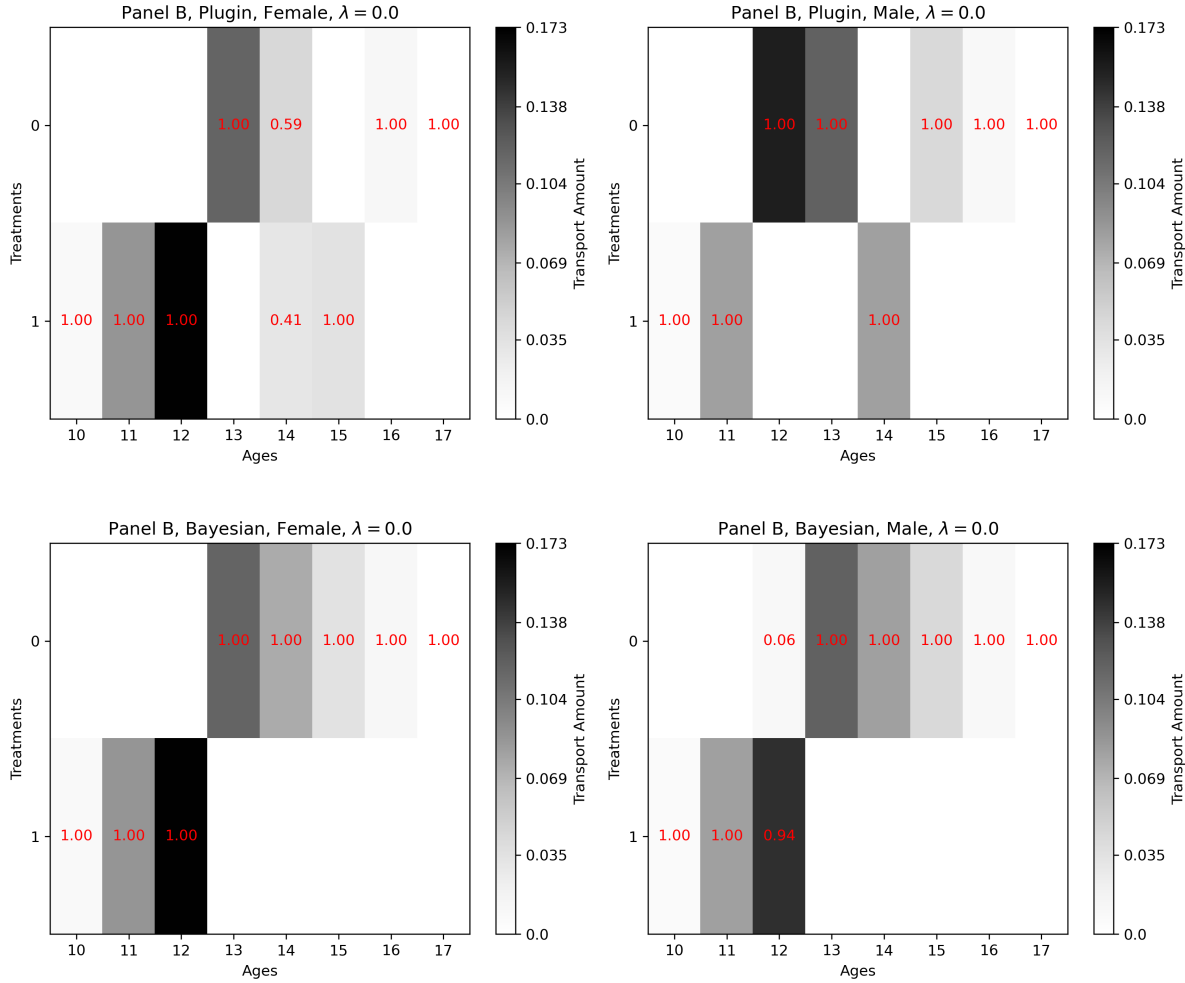 Panel B, Plugin, Female, λ = 0.0
0.173
0.138
0.104
0.069
0.035
0.0
Transport Amount
Treatments
0
1
1.00 0.59 1.00 1.00
1.00 1.00 1.00 0.41 1.00
10 11 12 13 14 15 16 17
Ages
Panel B, Plugin, Male, λ = 0.0
0.173
0.138
0.104
0.069
0.035
0.0
Transport Amount
Treatments
0
1
1.00 1.00 1.00 1.00 1.00
1.00 1.00 1.00
10 11 12 13 14 15 16 17
Ages
Panel B, Bayesian, Female, λ = 0.0
0.173
0.138
0.104
0.069
0.035
0.0
Transport Amount
Treatments
0
1
1.00 1.00 1.00 1.00 1.00
1.00 1.00 1.00
10 11 12 13 14 15 16 17
Ages
Panel B, Bayesian, Male, λ = 0.0
0.173
0.138
0.104
0.069
0.035
0.0
Transport Amount
Treatments
0
1
0.06 1.00 1.00 1.00 1.00 1.00
1.00 1.00 0.94
10 11 12 13 14 15 16 17
Ages